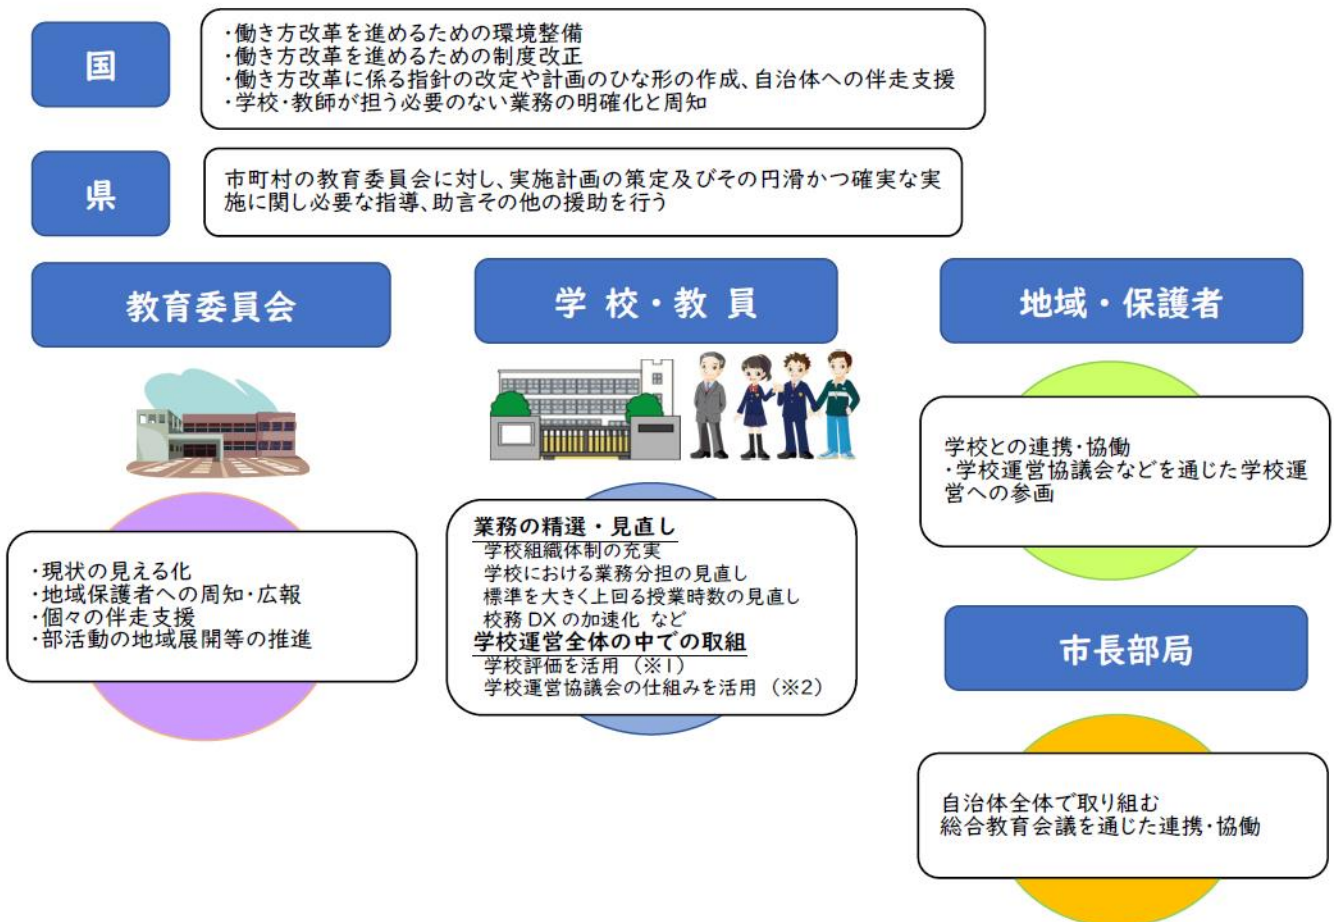 国
・働き方改革を進めるための環境整備
・働き方改革を進めるための制度改正
・働き方改革に係る指針の改定や計画のひな形の作成、自治体への伴走支援
・学校・教師が担う必要のない業務の明確化と周知
県
市町村の教育委員会に対し、実施計画の策定及びその円滑かつ確実な実
施に関し必要な指導、助言その他の援助を行う
教育委員会
・現状の見える化
・地域保護者への周知・広報
・個々の伴走支援
・部活動の地域展開等の推進
学 校・教 員
業務の精選・見直し
学校組織体制の充実
学校における業務分担の見直し
標準を大きく上回る授業時数の見直し
校務 DX の加速化 など
学校運営全体の中での取組
学校評価を活用 (※1)
学校運営協議会の仕組みを活用 (※2)
地域・保護者
学校との連携・協働
・学校運営協議会などを通じた学校運
営への参画
市長部局
自治体全体で取り組む
総合教育会議を通じた連携・協働